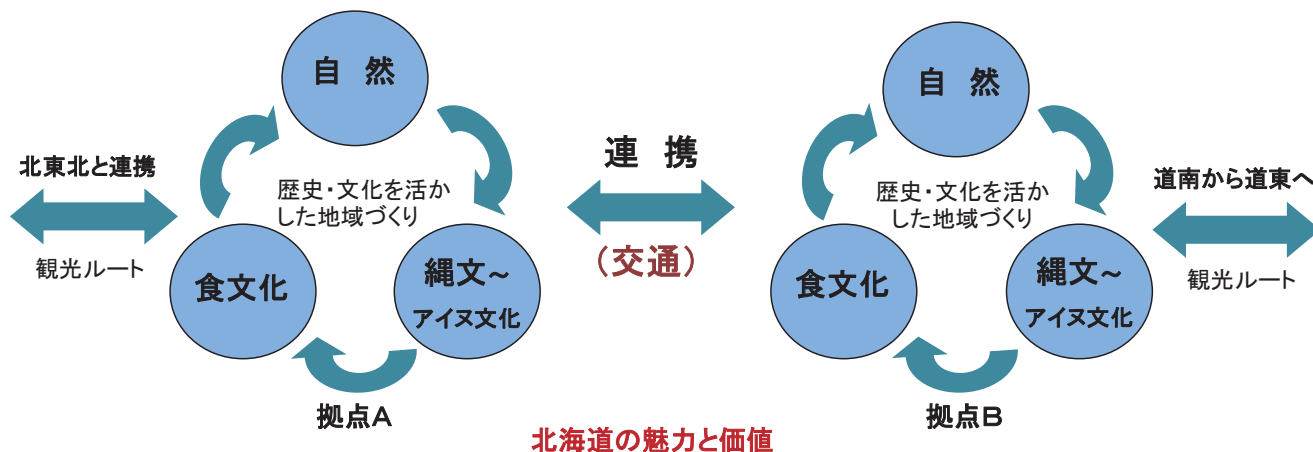 北東北と連携
観光ルート
自 然
歴史・文化を活か
した地域づくり
食文化
縄文～
アイヌ文化
拠点A
連 携
（交通）
自 然
歴史・文化を活か
した地域づくり
食文化
縄文～
アイヌ文化
拠点B
道南から道東へ
観光ルート
北海道の魅力と価値